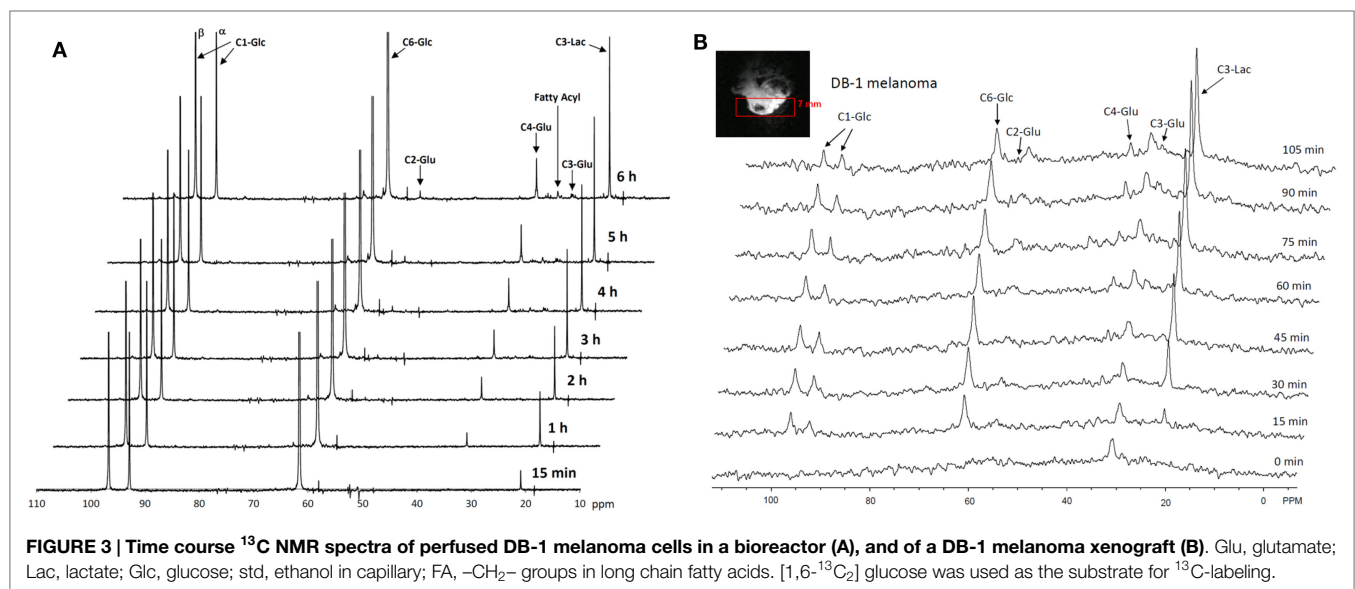 A
β
α
C1-Glc
C6-Glc
C3-Lac
Fatty Acyl
C4-Glu
C2-Glu
C3-Glu
6 h
5 h
4 h
3 h
2 h
1 h
15 min
110 100 90 80 70 60 50 40 30 20 10 ppm
B
DB-1 melanoma
7 mm
C3-Lac
C6-Glc
C1-Glc
C2-Glu
C4-Glu
C3-Glu
105 min
90 min
75 min
60 min
45 min
30 min
15 min
0 min
100 80 60 40 20 0 PPM
FIGURE 3 | Time course ¹³C NMR spectra of perfused DB-1 melanoma cells in a bioreactor (A), and of a DB-1 melanoma xenograft (B). Glu, glutamate;
Lac, lactate; Glc, glucose; std, ethanol in capillary; FA, –CH₂– groups in long chain fatty acids. [1,6-¹³C₂] glucose was used as the substrate for ¹³C-labeling.